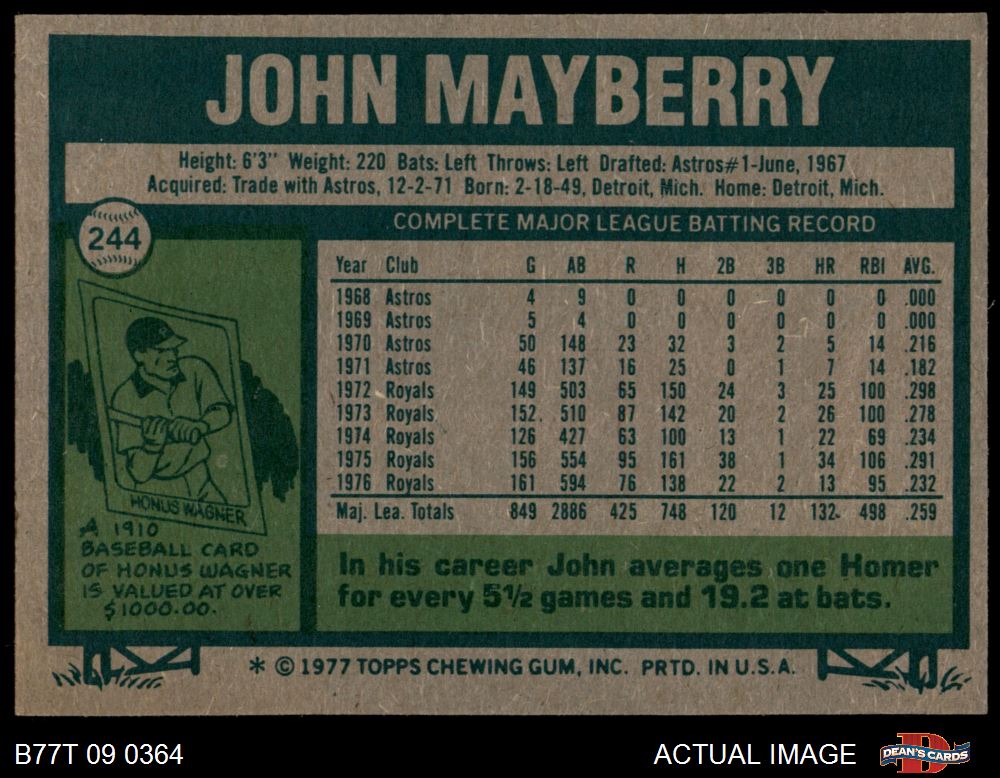 JOHN MAYBERRY
Height: 6'3" Weight: 220 Bats: Left Throws: Left Drafted: Astros#1-June, 1967
Acquired: Trade with Astros, 12-2-71 Born: 2-18-49, Detroit, Mich. Home: Detroit, Mich.
244
COMPLETE MAJOR LEAGUE BATTING RECORD
Year Club G AB R H 2B 3B HR RBI AVG.
1968 Astros 4 9 0 0 0 0 0 0 .000
1969 Astros 5 4 0 0 0 0 0 0 .000
1970 Astros 50 148 23 32 3 2 5 14 .216
1971 Astros 46 137 16 25 0 1 7 14 .182
1972 Royals 149 503 65 150 24 3 25 100 .298
1973 Royals 152 510 87 142 20 2 26 100 .278
1974 Royals 126 427 63 100 13 1 22 69 .234
1975 Royals 156 554 95 161 38 1 34 106 .291
1976 Royals 161 594 76 138 22 2 13 95 .232
Maj. Lea. Totals 849 2886 425 748 120 12 132 498 .259
HONUS WAGNER
A 1910
BASEBALL CARD
OF HONUS WAGNER
IS VALUED AT OVER
$1000.00.
In his career John averages one Homer
for every 5½ games and 19.2 at bats.
* © 1977 TOPPS CHEWING GUM, INC. PRTD. IN U.S.A.
B77T 09 0364
ACTUAL IMAGE
DEAN'S CARDS